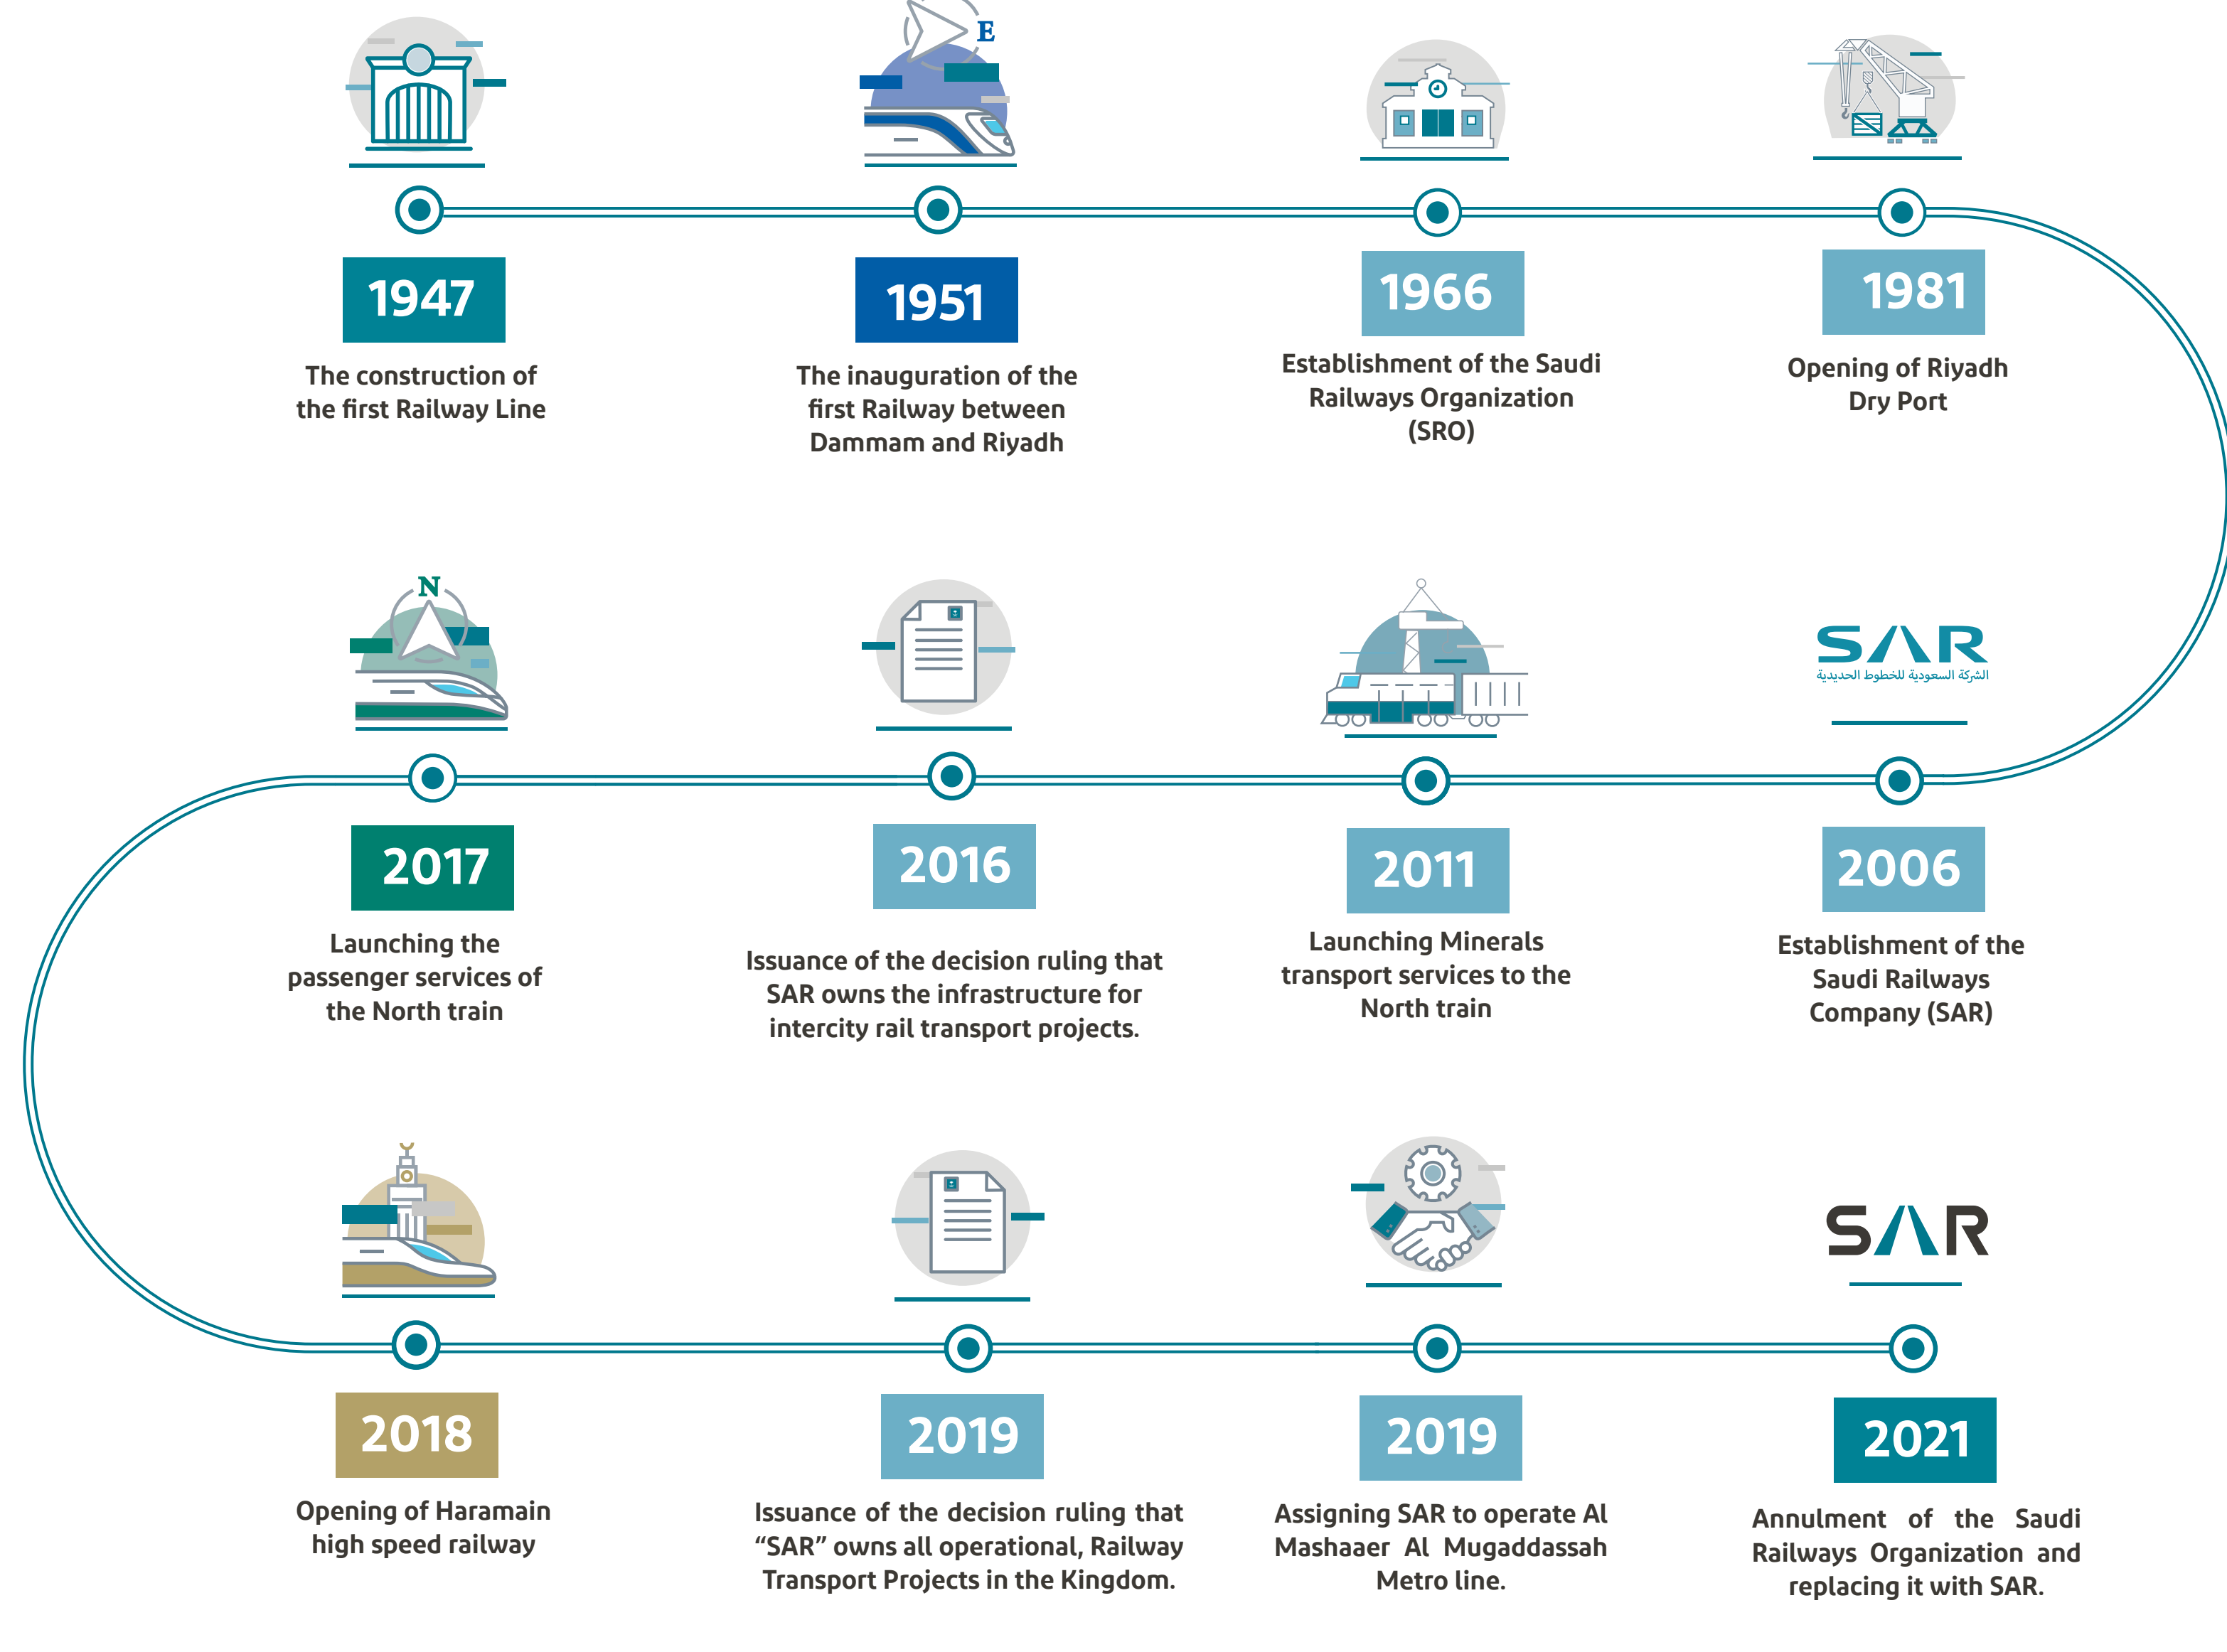 E
1947
The construction of
the first Railway Line
1951
The inauguration of the
first Railway between
Dammam and Riyadh
1966
Establishment of the Saudi
Railways Organization
(SRO)
1981
Opening of Riyadh
Dry Port
SAR
الشركة السعودية للخطوط الحديدية
2006
Establishment of the
Saudi Railways
Company (SAR)
2011
Launching Minerals
transport services to the
North train
2016
Issuance of the decision ruling that
SAR owns the infrastructure for
intercity rail transport projects.
N
2017
Launching the
passenger services of
the North train
2018
Opening of Haramain
high speed railway
2019
Issuance of the decision ruling that
“SAR” owns all operational, Railway
Transport Projects in the Kingdom.
2019
Assigning SAR to operate Al
Mashaaer Al Mugaddassah
Metro line.
SAR
2021
Annulment of the Saudi
Railways Organization and
replacing it with SAR.